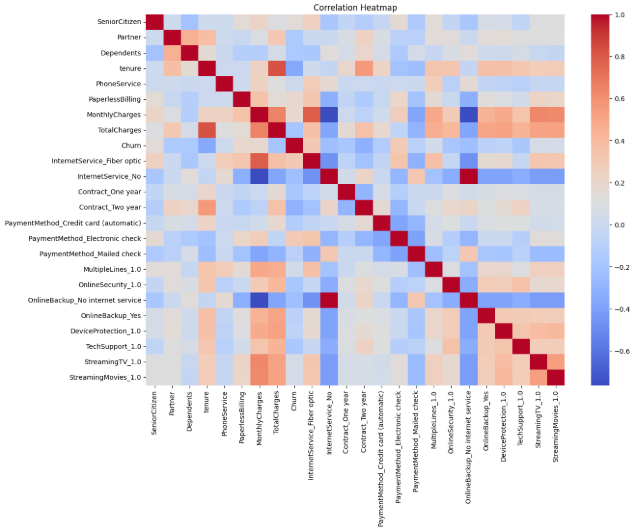 Correlation Heatmap
SeniorCitizen
Partner
Dependents
tenure
PhoneService
PaperlessBilling
MonthlyCharges
TotalCharges
Churn
InternetService_Fiber optic
InternetService_No
Contract_One year
Contract_Two year
PaymentMethod_Credit card (automatic)
PaymentMethod_Electronic check
PaymentMethod_Mailed check
MultipleLines_1.0
OnlineSecurity_1.0
OnlineBackup_No internet service
OnlineBackup_Yes
DeviceProtection_1.0
TechSupport_1.0
StreamingTV_1.0
StreamingMovies_1.0
SeniorCitizen
Partner
Dependents
tenure
PhoneService
PaperlessBilling
MonthlyCharges
TotalCharges
Churn
InternetService_Fiber optic
InternetService_No
Contract_One year
Contract_Two year
PaymentMethod_Credit card (automatic)
PaymentMethod_Electronic check
PaymentMethod_Mailed check
MultipleLines_1.0
OnlineSecurity_1.0
OnlineBackup_No internet service
OnlineBackup_Yes
DeviceProtection_1.0
TechSupport_1.0
StreamingTV_1.0
StreamingMovies_1.0
1.0
0.8
0.6
0.4
0.2
0.0
−0.2
−0.4
−0.6